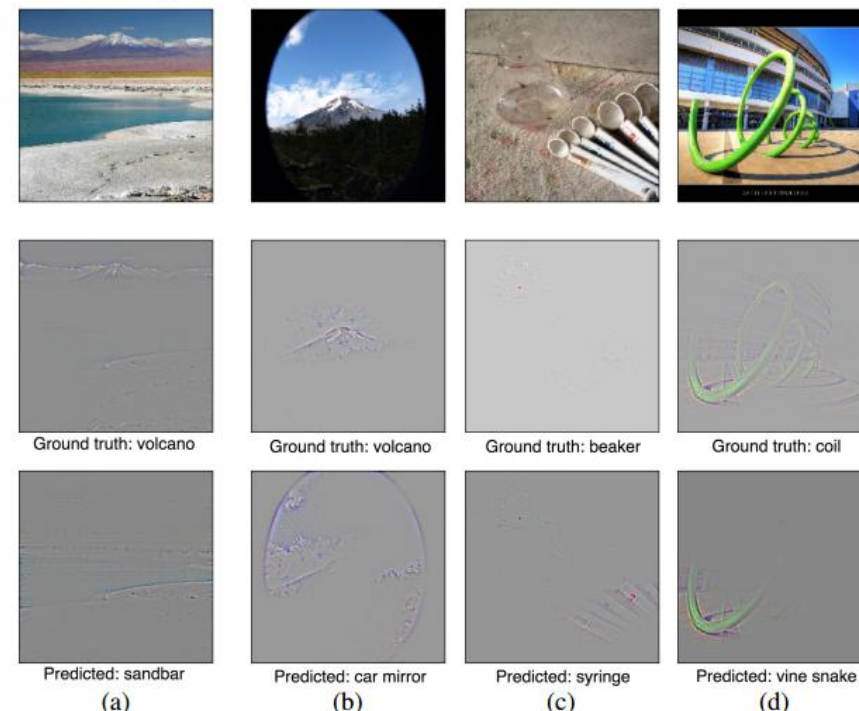 Ground truth: volcano
Ground truth: volcano
Ground truth: beaker
Ground truth: coil
Predicted: sandbar
Predicted: car mirror
Predicted: syringe
Predicted: vine snake
(a)
(b)
(c)
(d)